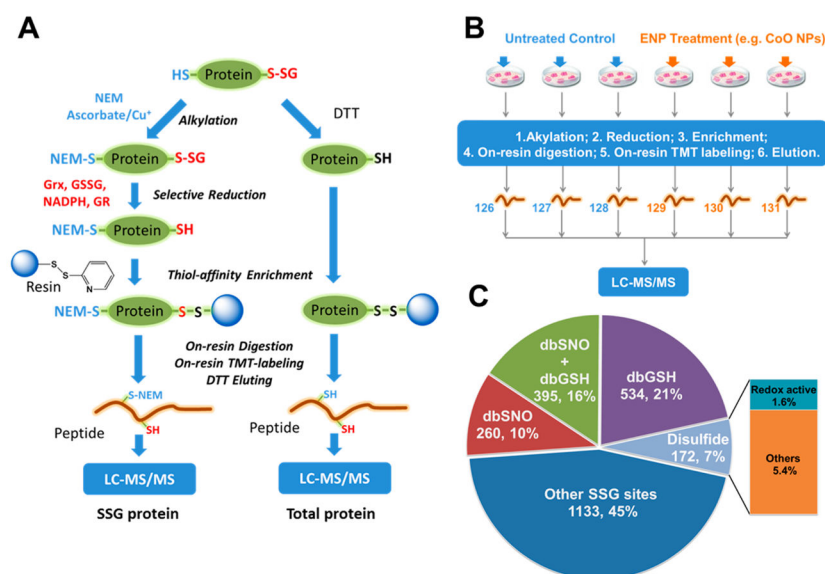 A
HS
Protein
S-SG
NEM
Ascorbate/Cu⁺
Alkylation
DTT
NEM-S
Protein
S-SG
Protein
SH
Grx, GSSG,
NADPH, GR
Selective Reduction
NEM-S
Protein
SH
S
S
N
Resin
Thiol-affinity Enrichment
NEM-S
Protein
S-S
Protein
S-S
On-resin Digestion
On-resin TMT-labeling
DTT Eluting
S-NEM
SH
Peptide
SH
SH
Peptide
LC-MS/MS
LC-MS/MS
SSG protein
Total protein
B
Untreated Control
ENP Treatment (e.g. CoO NPs)
1.Akylation; 2. Reduction; 3. Enrichment;
4. On-resin digestion; 5. On-resin TMT labeling; 6. Elution.
126
127
128
129
130
131
LC-MS/MS
C
dbSNO
+
dbGSH
395, 16%
dbGSH
534, 21%
dbSNO
260, 10%
Disulfide
172, 7%
Other SSG sites
1133, 45%
Redox active
1.6%
Others
5.4%